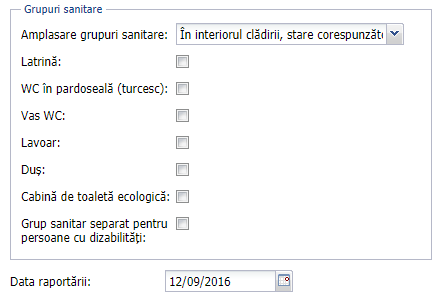 Grupuri sanitare
Amplasare grupuri sanitare: În interiorul clădirii, stare corespunzăto
Latrină:
WC în pardoseală (turcesc):
Vas WC:
Lavoar:
Duş:
Cabină de toaletă ecologică:
Grup sanitar separat pentru
persoane cu dizabilităţi:
Data raportării: 12/09/2016